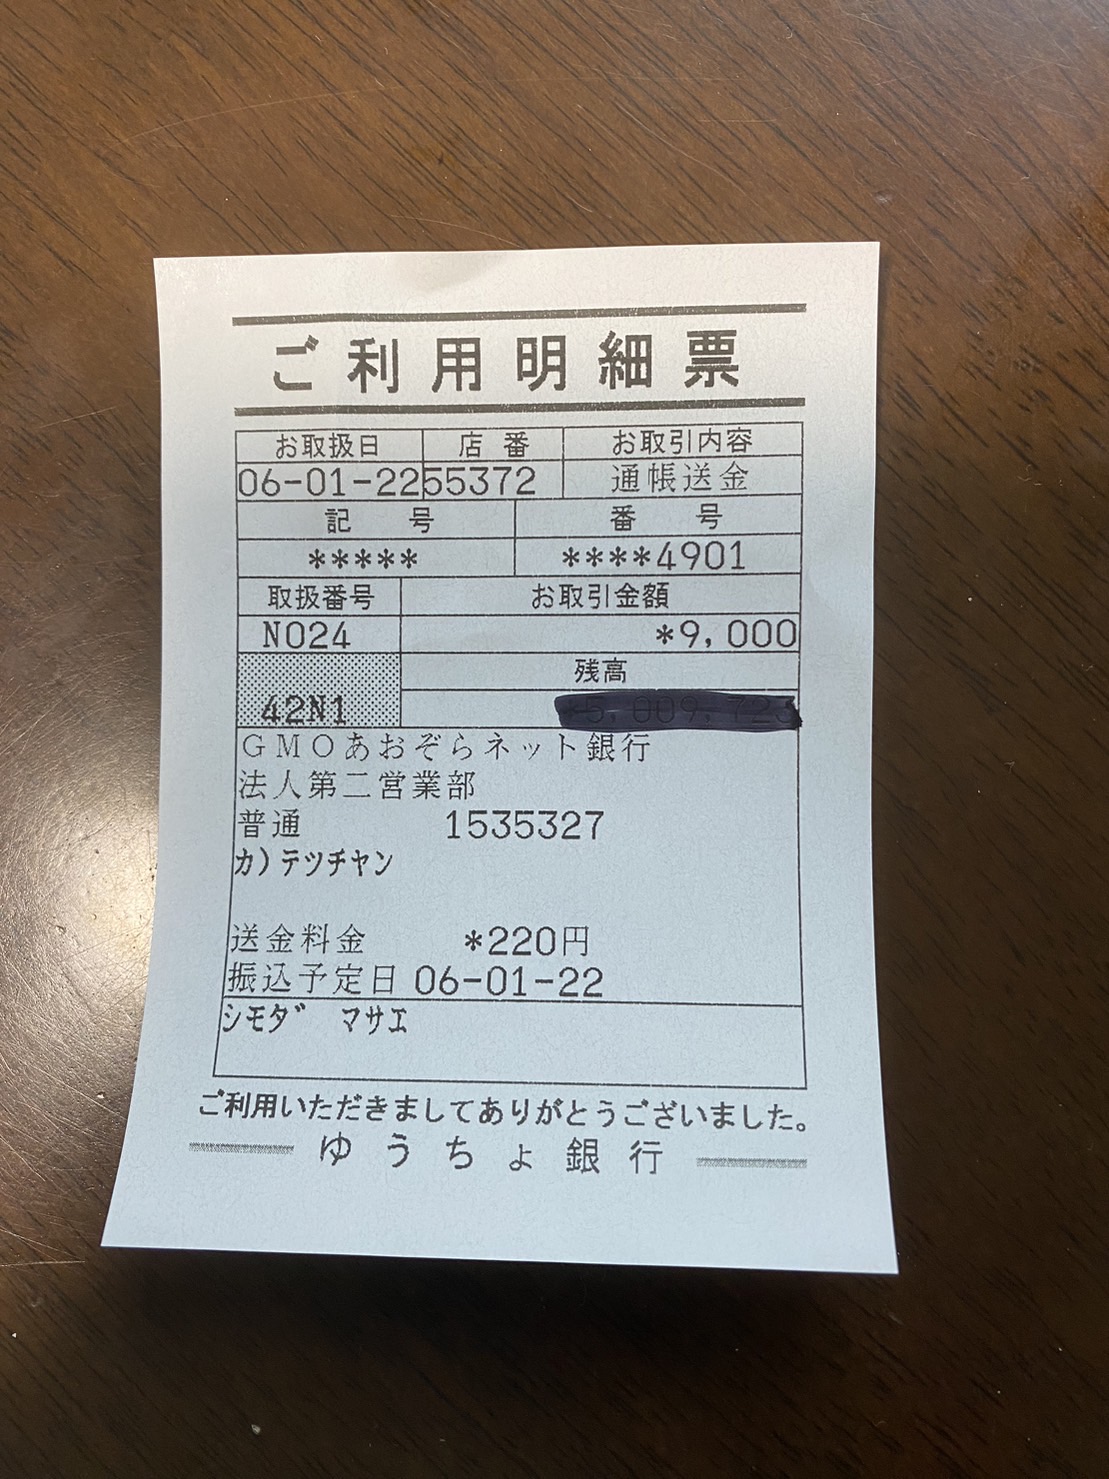 ご利用明細票
お取扱日 店番 お取引内容
06-01-22 55372 通帳送金
記号 番号
***** ****4901
取扱番号 お取引金額
N024 *9,000
残高
42N1
GMOあおぞらネット銀行
法人第二営業部
普通 1535327
カ)テツチヤン
送金料金 *220円
振込予定日 06-01-22
シモダ゛ マサエ
ご利用いただきましてありがとうございました。
ゆうちょ銀行